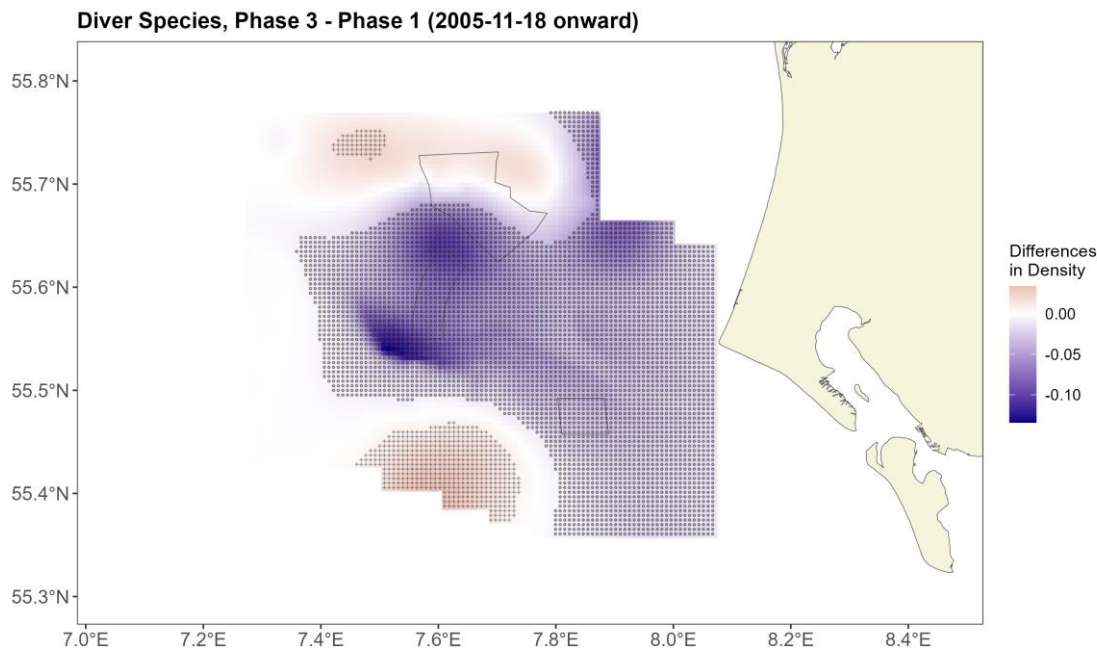 Diver Species, Phase 3 - Phase 1 (2005-11-18 onward)
55.8°N
55.7°N
55.6°N
55.5°N
55.4°N
55.3°N
7.0°E
7.2°E
7.4°E
7.6°E
7.8°E
8.0°E
8.2°E
8.4°E
Differences
in Density
0.00
-0.05
-0.10